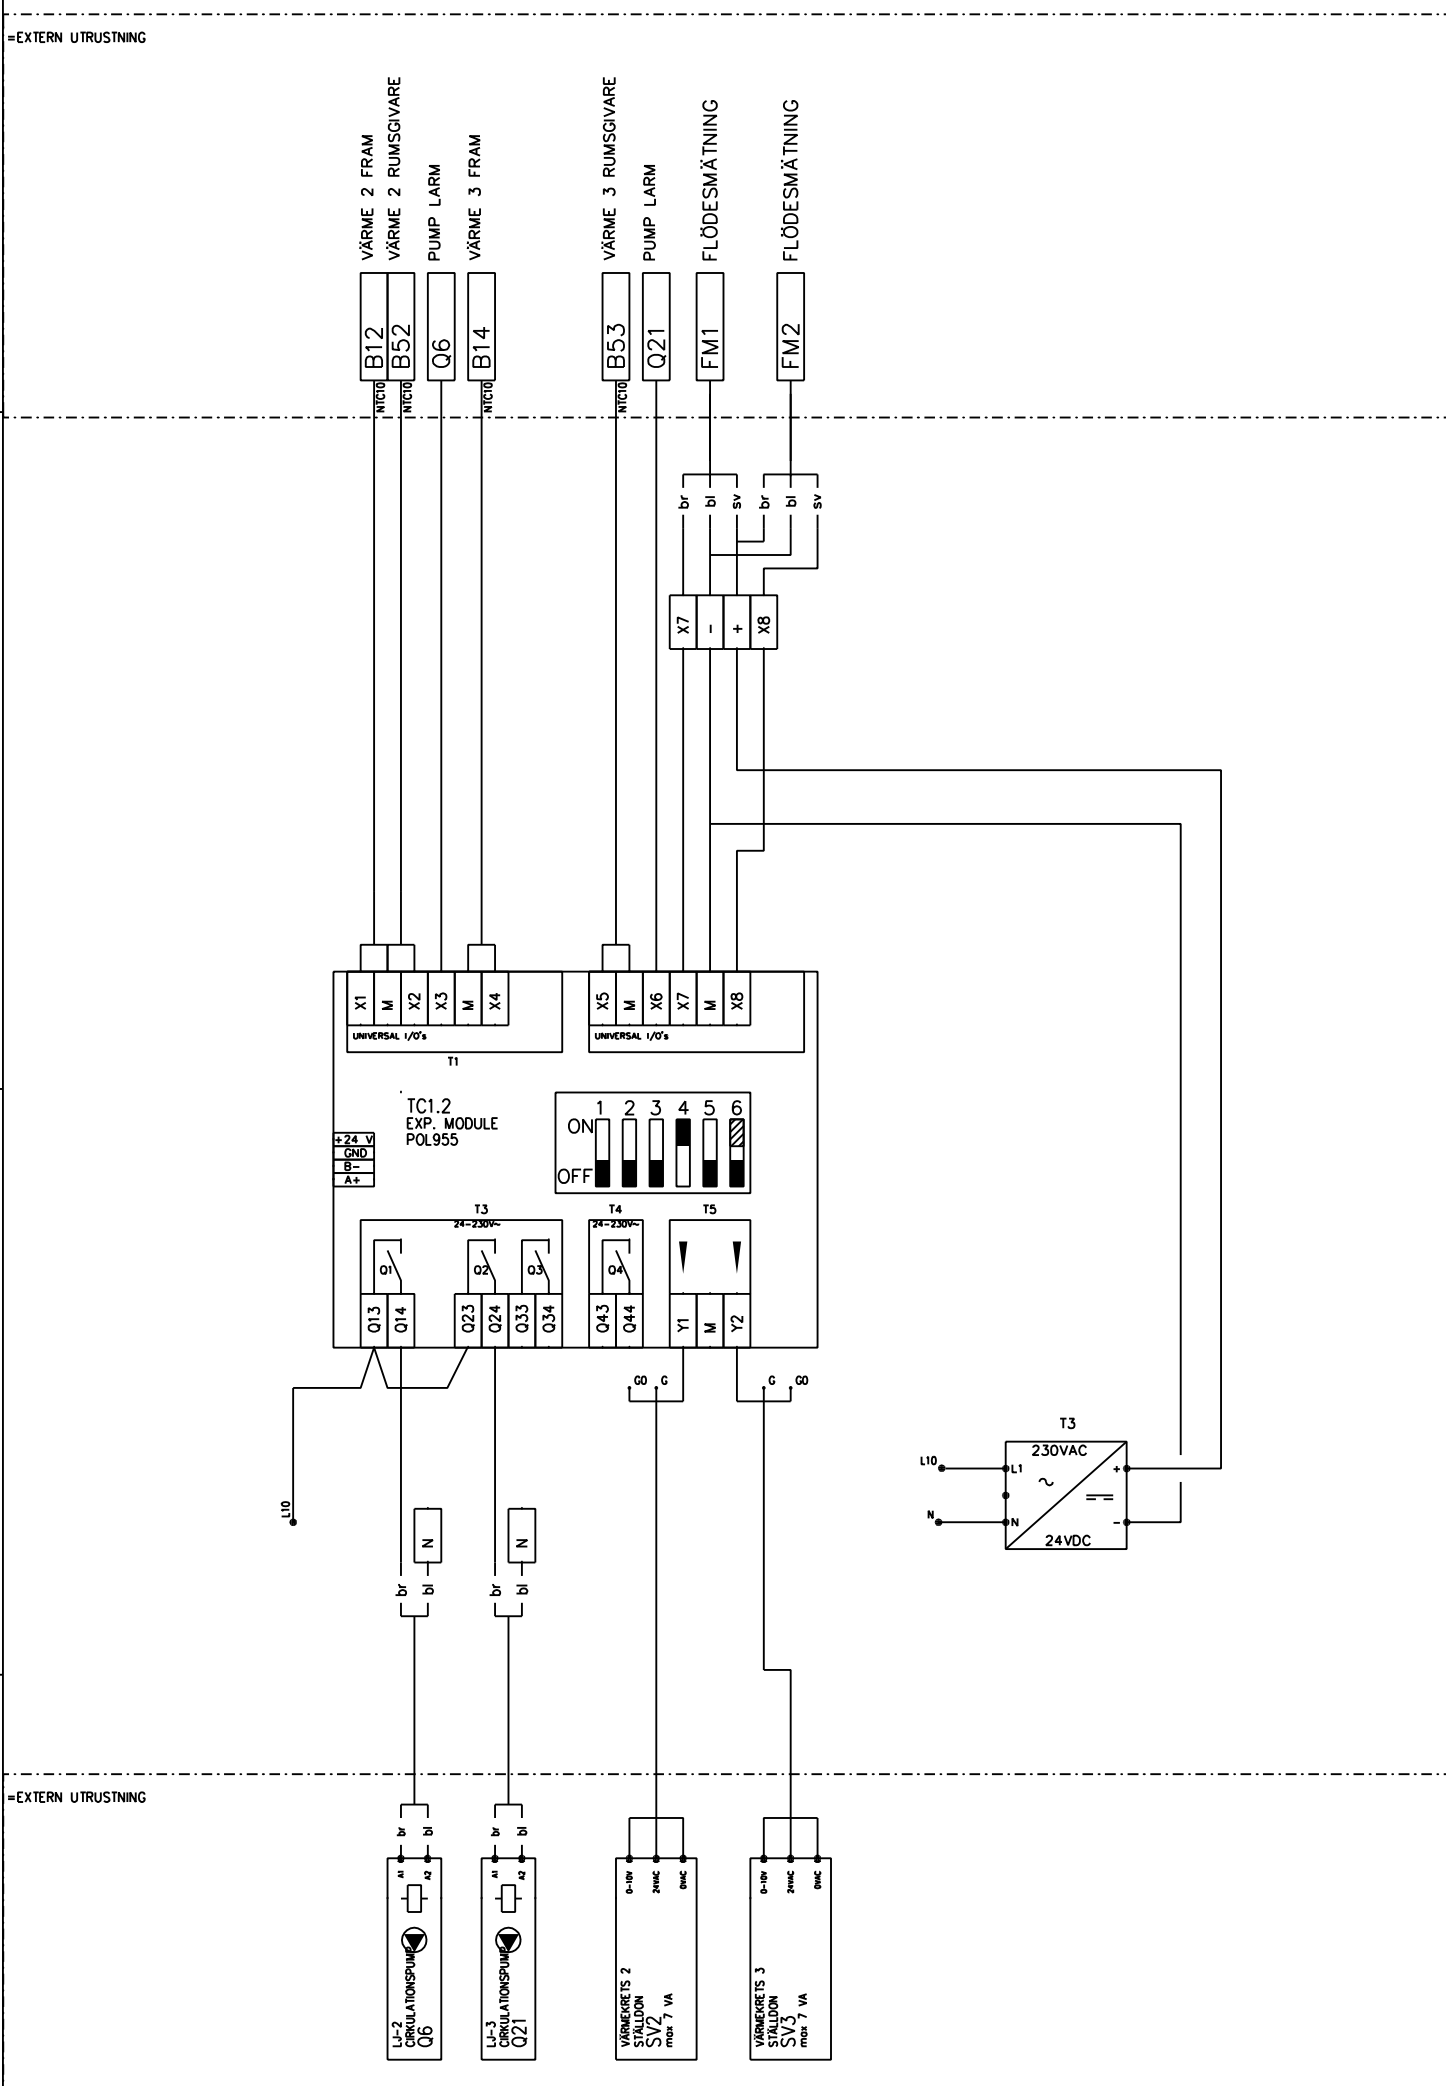 =EXTERN UTRUSTNING
VÄRME 2 FRAM
VÄRME 2 RUMSGIVARE
PUMP LARM
VÄRME 3 FRAM
VÄRME 3 RUMSGIVARE
PUMP LARM
FLÖDESMÄTNING
FLÖDESMÄTNING
B12
B52
Q6
B14
B53
Q21
FM1
FM2
NTC10
NTC10
NTC10
NTC10
br
bl
sv
br
bl
sv
X7
-
+
X8
X1
M
X2
X3
M
X4
X5
M
X6
X7
M
X8
UNIVERSAL I/O's
UNIVERSAL I/O's
T1
TC1.2
EXP. MODULE
POL955
+24 V
GND
B-
A+
1 2 3 4 5 6
ON
OFF
T3
24-230V~
T4
24-230V~
T5
Q1
Q2
Q3
Q4
Q13
Q14
Q23
Q24
Q33
Q34
Q43
Q44
Y1
M
Y2
G0 G
G G0
L10
N
N
br
bl
br
bl
T3
230VAC
L10
L1
+
N
N
-
24VDC
=EXTERN UTRUSTNING
br
bl
br
bl
A1
A2
A1
A2
0-10V
24VAC
0VAC
0-10V
24VAC
0VAC
LJ-2
CIRKULATIONSPUMP
Q6
LJ-3
CIRKULATIONSPUMP
Q21
VÄRMEKRETS 2
STÄLLDON
SV2
max 7 VA
VÄRMEKRETS 3
STÄLLDON
SV3
max 7 VA